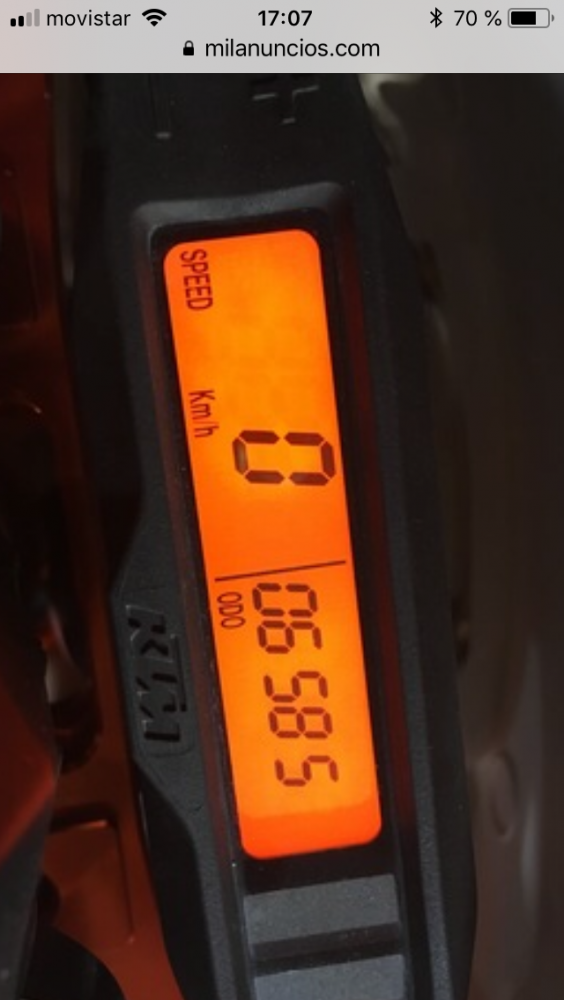 movistar 17:07 70 %
milanuncios.com
SPEED
Km/h
0
ODO
06585
KTM